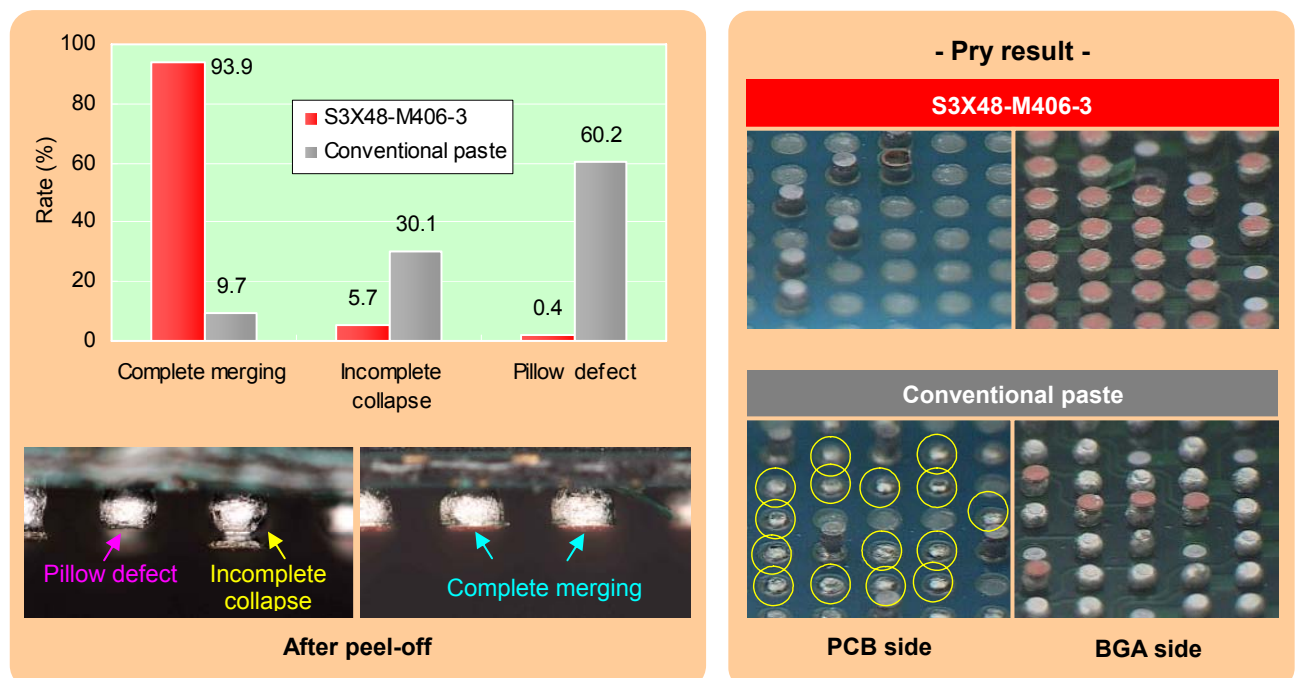 100
80
60
40
20
0
Rate (%)
93.9
9.7
5.7
30.1
0.4
60.2
S3X48-M406-3
Conventional paste
Complete merging
Incomplete
collapse
Pillow defect
Pillow defect
Incomplete
collapse
Complete merging
After peel-off
- Pry result -
S3X48-M406-3
Conventional paste
PCB side
BGA side